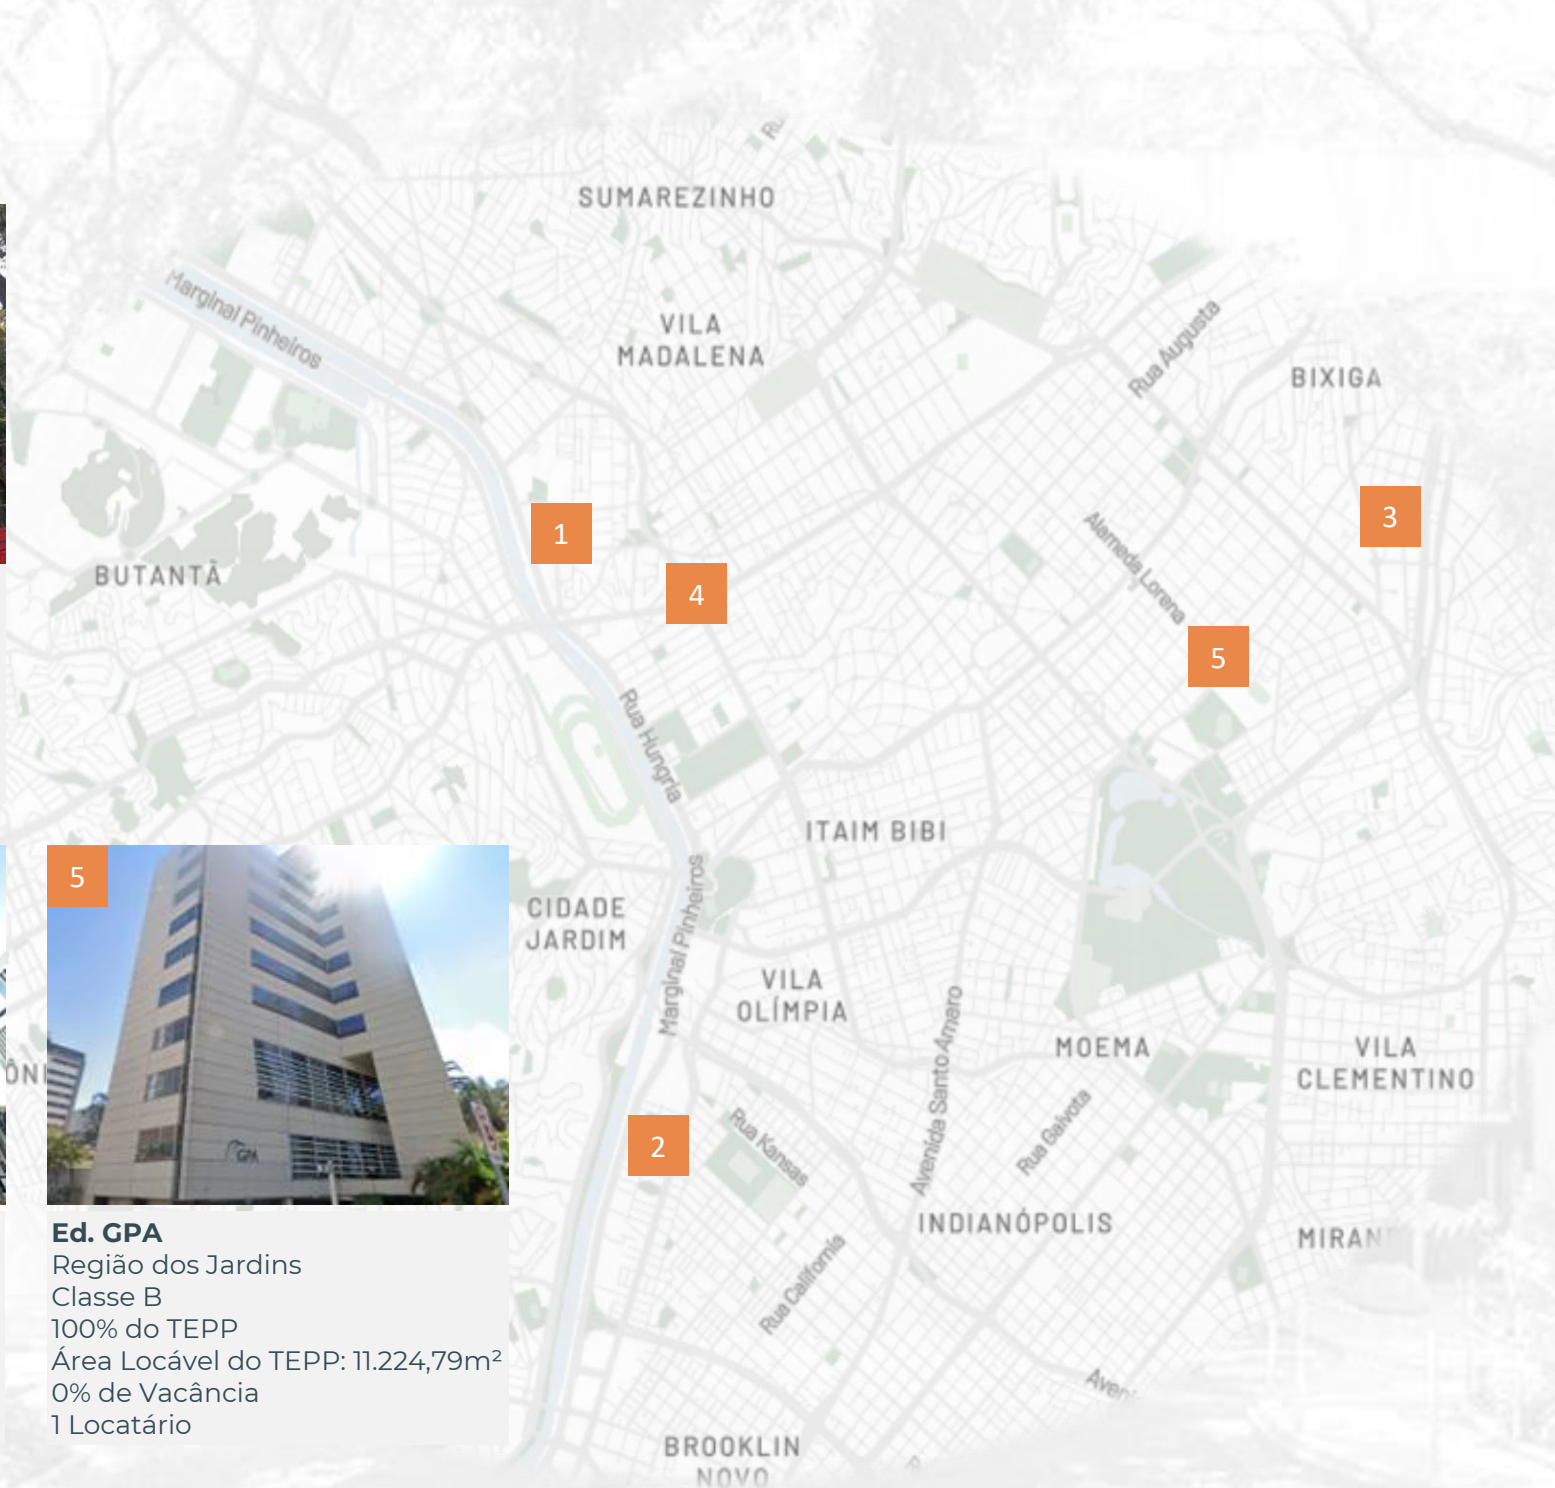 SUMAREZINHO
Marginal Pinheiros
VILA
MADALENA
Rua Augusta
BIXIGA
1
3
Alameda Lorena
BUTANTÃ
4
5
Rua Hungria
ITAIM BIBI
5
CIDADE
JARDIM
Marginal Pinheiros
VILA
OLÍMPIA
Avenida Santo Amaro
MOEMA
VILA
CLEMENTINO
GPA
2
Rua Kansas
Rua Gaivota
INDIANÓPOLIS
Rua California
BROOKLIN
NOVO
Ed. GPA
Região dos Jardins
Classe B
100% do TEPP
Área Locável do TEPP: 11.224,79m²
0% de Vacância
1 Locatário